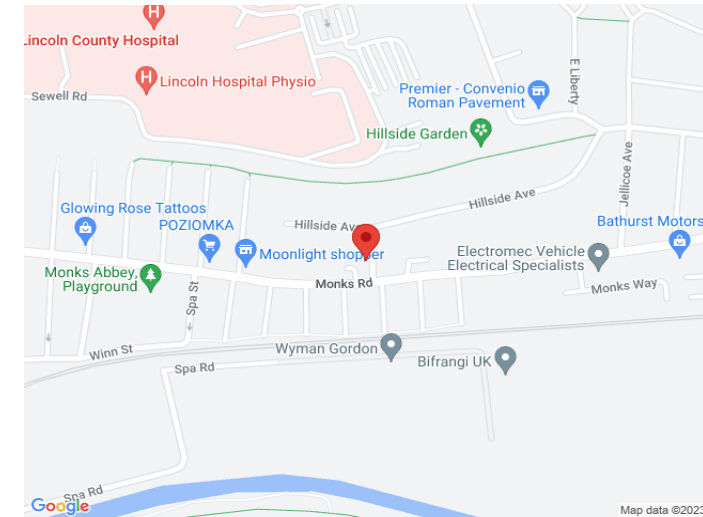 Lincoln County Hospital
Lincoln Hospital Physio
Sewell Rd
Premier - Convenio
Roman Pavement
E Liberty
Hillside Garden
Jellicoe Ave
Hillside Ave
Glowing Rose Tattoos
POZIOMKA
Hillside Ave
Bathurst Motors
Moonlight shopper
Electromec Vehicle
Electrical Specialists
Monks Abbey,
Playground
Spa St
Monks Rd
Monks Way
Winn St
Wyman Gordon
Bifrangi UK
Spa Rd
Spa Rd
Google
Map data ©2023